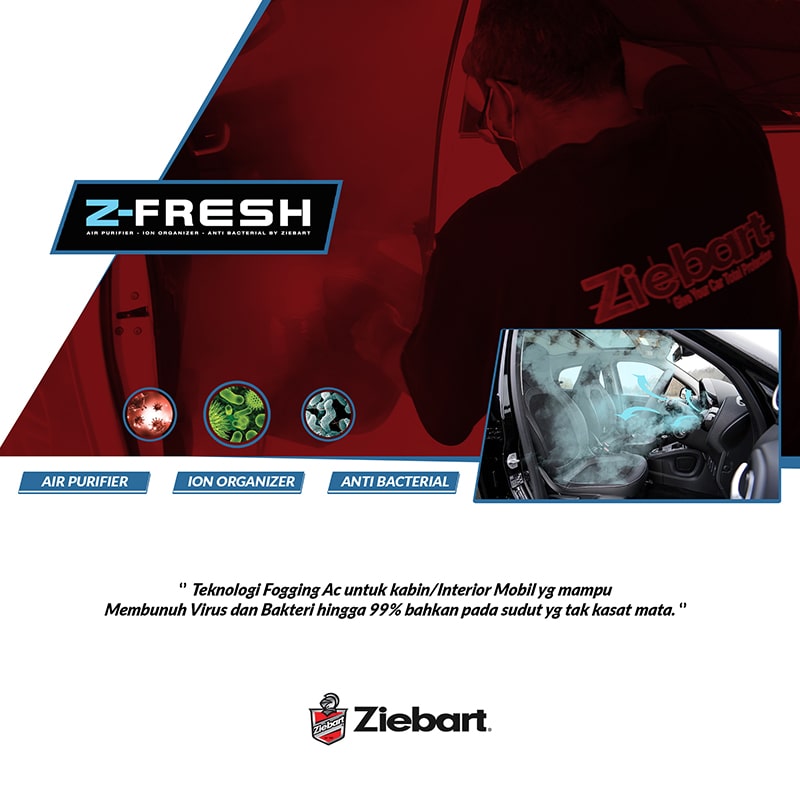 Z-FRESH
AIR PURIFIER - ION ORGANIZER - ANTI BACTERIAL BY ZIEBART
Ziebart®
Give Your Car Total Protection
AIR PURIFIER
ION ORGANIZER
ANTI BACTERIAL
" Teknologi Fogging Ac untuk kabin/Interior Mobil yg mampu
Membunuh Virus dan Bakteri hingga 99% bahkan pada sudut yg tak kasat mata. "
Ziebart
Ziebart®